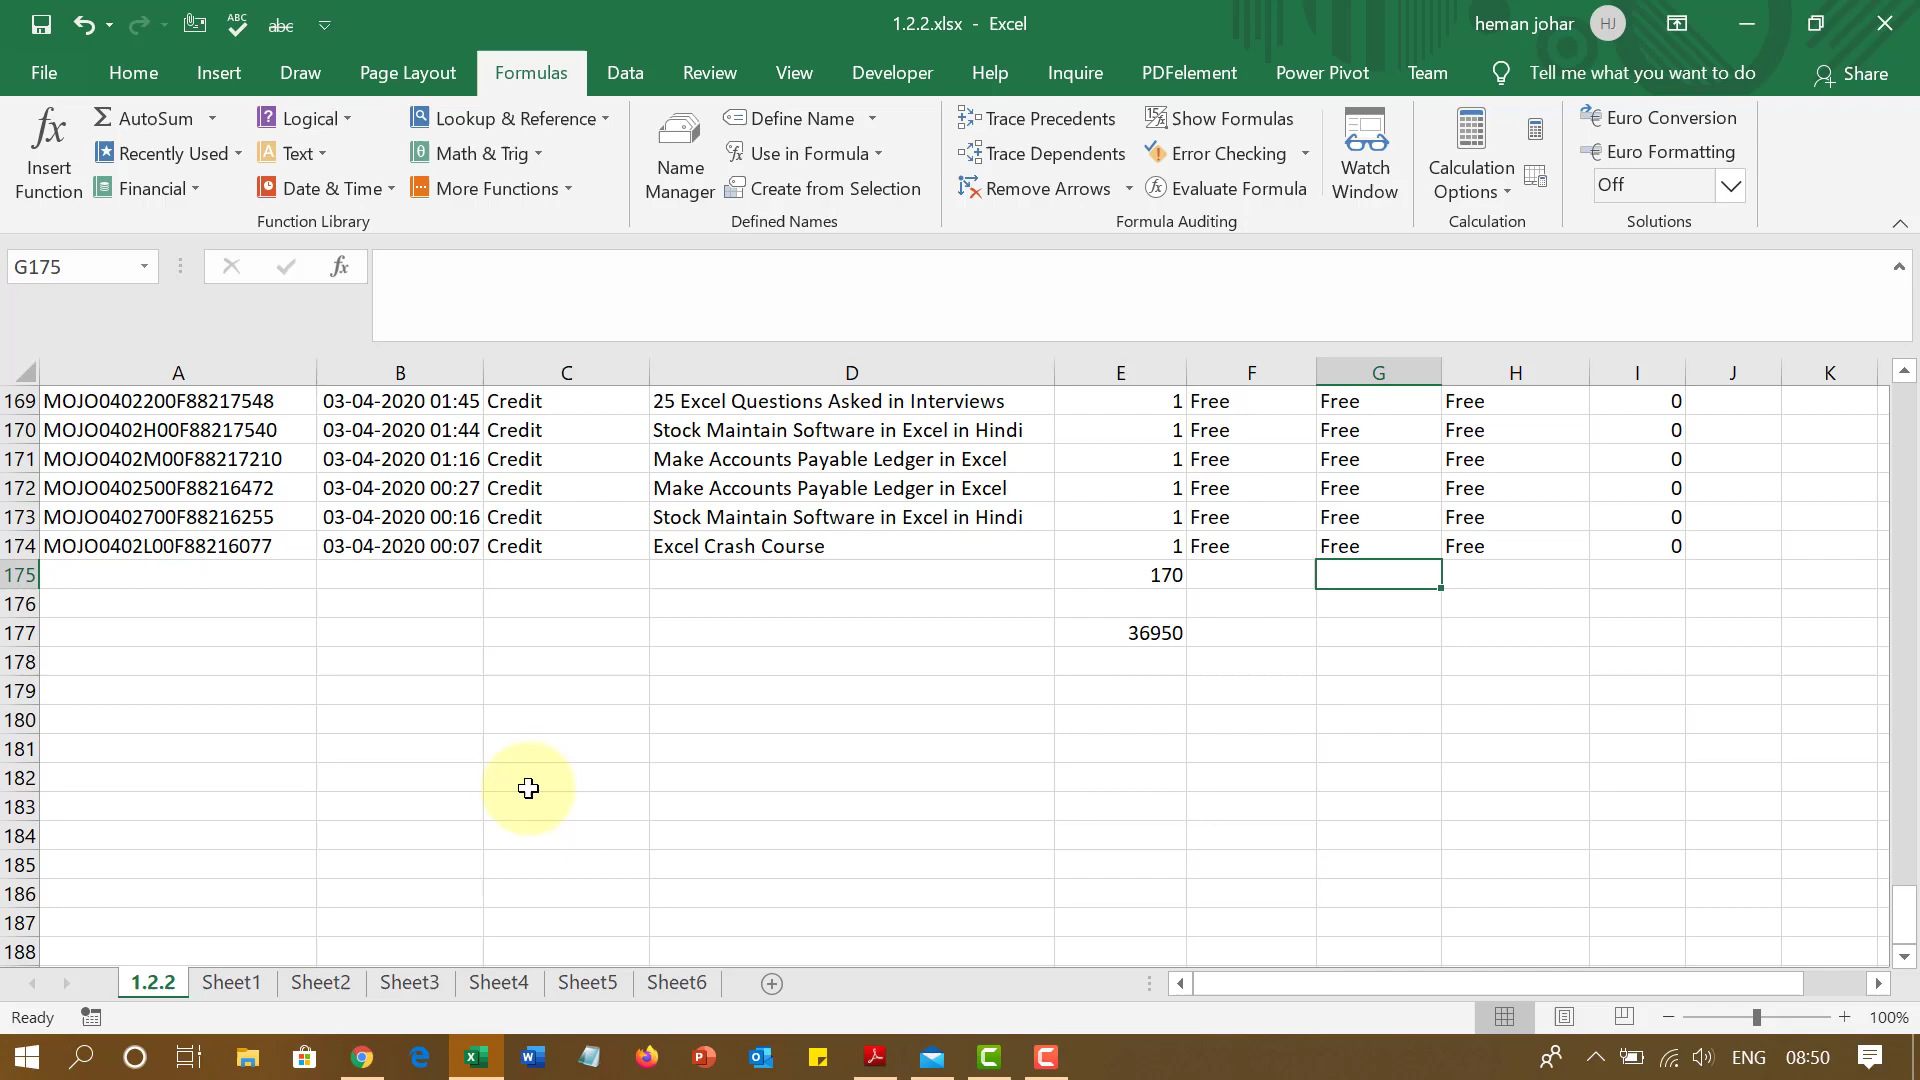 1.2.2.xlsx - Excel
heman johar
HJ
File Home Insert Draw Page Layout Formulas Data Review View Developer Help Inquire PDFelement Power Pivot Team Tell me what you want to do Share
Insert Function
AutoSum
Recently Used
Financial
Logical
Text
Date & Time
Lookup & Reference
Math & Trig
More Functions
Function Library
Name Manager
Define Name
Use in Formula
Create from Selection
Defined Names
Trace Precedents
Trace Dependents
Remove Arrows
Show Formulas
Error Checking
Evaluate Formula
Formula Auditing
Watch Window
Calculation Options
Calculation
Euro Conversion
Euro Formatting
Off
Solutions
G175
fx
A B C D E F G H I J K
169 MOJO0402200F88217548 03-04-2020 01:45 Credit 25 Excel Questions Asked in Interviews 1 Free Free Free 0
170 MOJO0402H00F88217540 03-04-2020 01:44 Credit Stock Maintain Software in Excel in Hindi 1 Free Free Free 0
171 MOJO0402M00F88217210 03-04-2020 01:16 Credit Make Accounts Payable Ledger in Excel 1 Free Free Free 0
172 MOJO0402500F88216472 03-04-2020 00:27 Credit Make Accounts Payable Ledger in Excel 1 Free Free Free 0
173 MOJO0402700F88216255 03-04-2020 00:16 Credit Stock Maintain Software in Excel in Hindi 1 Free Free Free 0
174 MOJO0402L00F88216077 03-04-2020 00:07 Credit Excel Crash Course 1 Free Free Free 0
175 170
176
177 36950
178
179
180
181
182
183
184
185
186
187
188
1.2.2 Sheet1 Sheet2 Sheet3 Sheet4 Sheet5 Sheet6
Ready
100%
ENG 08:50